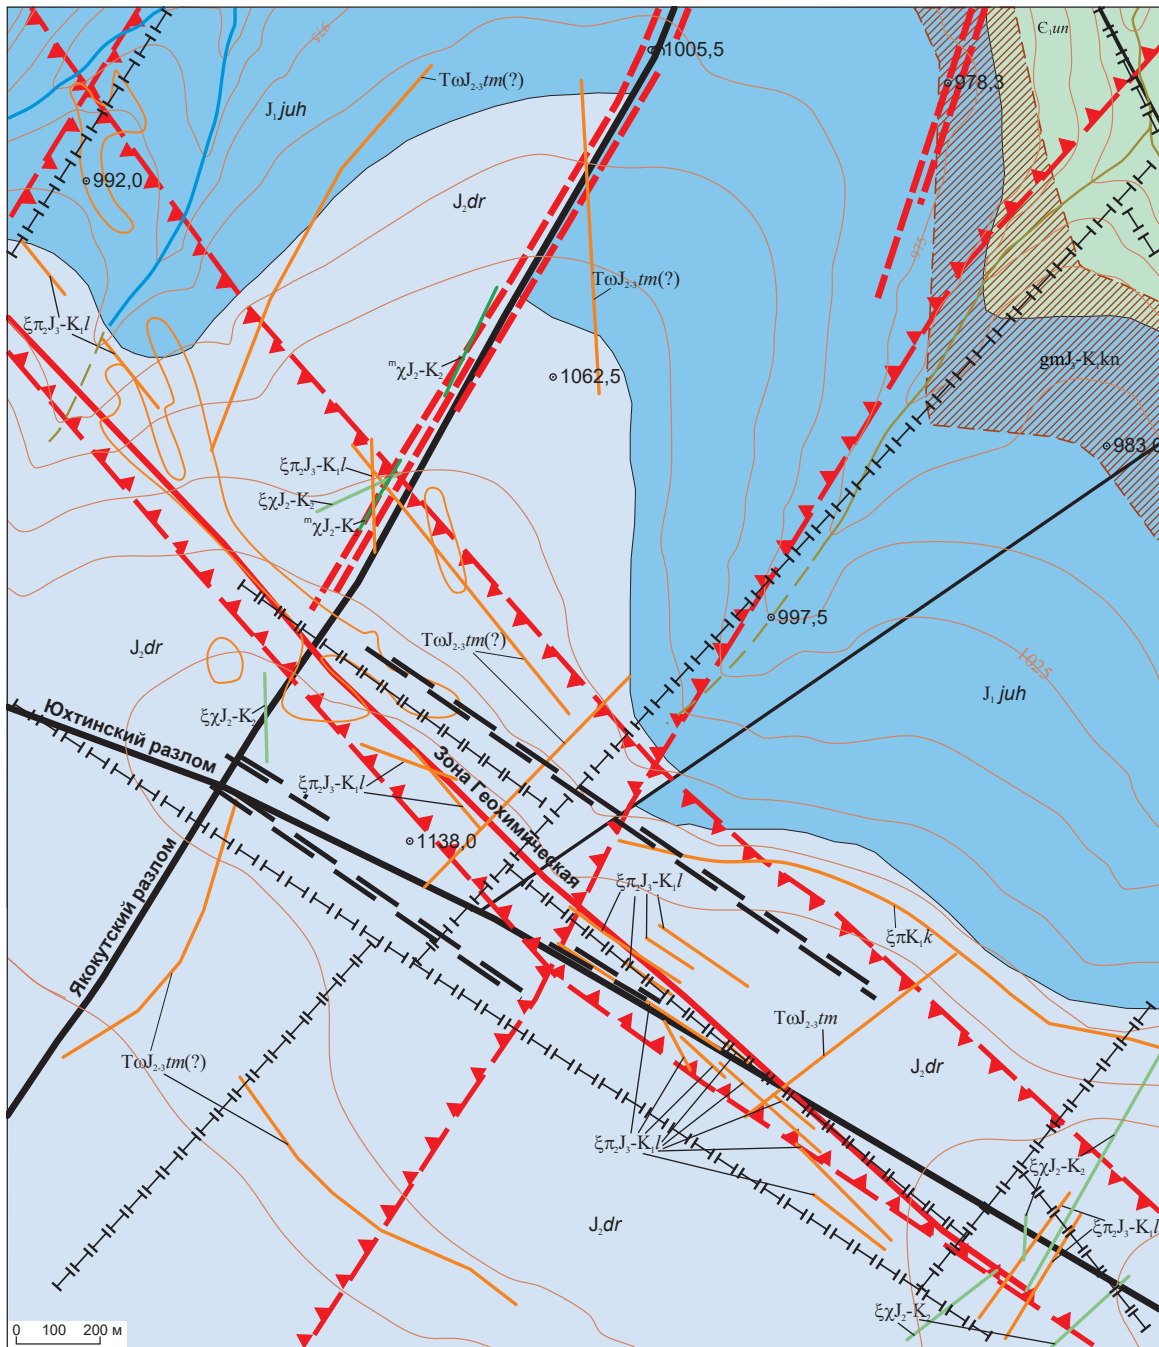 975
1005,5
Є₁un
978,3
TωJ₂₋₃tm(?)
J₁juh
992,0
J₂dr
975
TωJ₂₋₃tm(?)
ξπ₂J₃-K₁l
gmJ₃-K₁kn
ᵐχJ₂-K₂
1062,5
983,0
ξπ₂J₃-K₁l
ξχJ₂-K₂
ᵐχJ₂-K₂
997,5
TωJ₂₋₃tm(?)
J₂dr
1025
J₁juh
ξχJ₂-K₂
Юхтинский разлом
Зона Геохимическая
ξπ₂J₃-K₁l
1138,0
Якокутский разлом
ξπ₂J₃-K₁l
ξπK₁k
TωJ₂₋₃tm
TωJ₂₋₃tm(?)
J₂dr
ξπ₂J₃-K₁l
ξχJ₂-K₂
J₂dr
ξπ₂J₃-K₁l
ξχJ₂-K₂
0 100 200 м